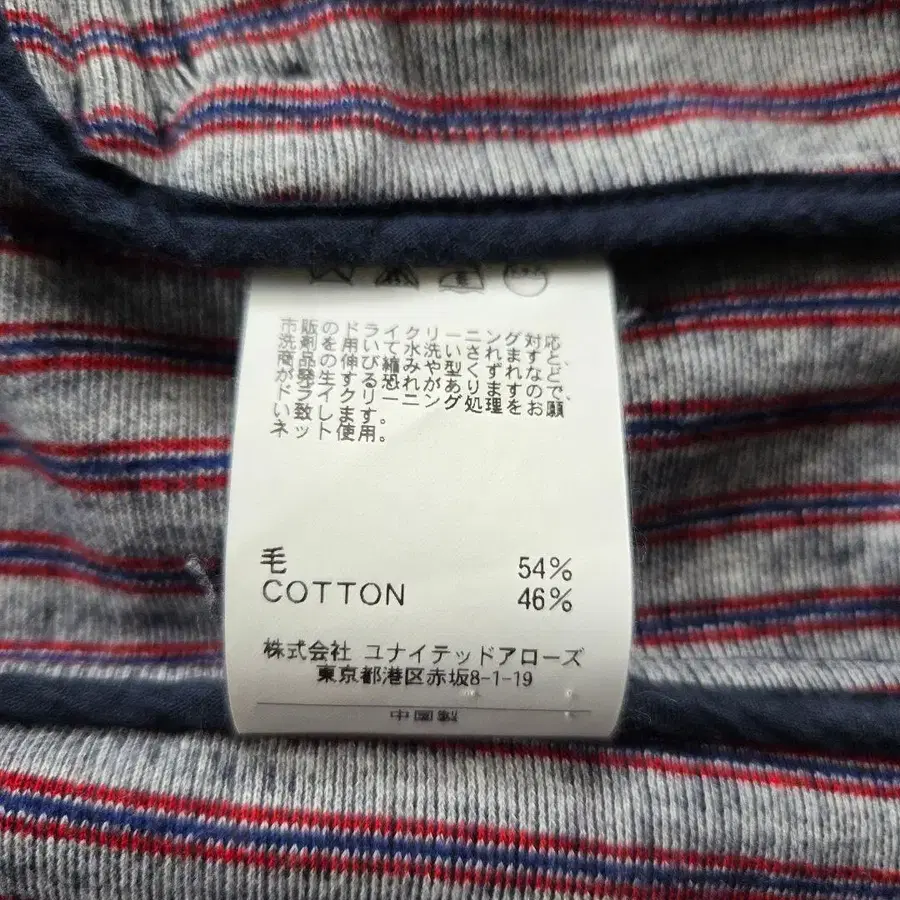 市販のドライクリーニング対応
洗剤を用いて水洗いされますと、
商品の伸び縮みや型くずれなど
が発生する恐れがありますので、
ドライクリーニング処理をお願
い致します。
ネット使用。
毛 54%
COTTON 46%
株式会社 ユナイテッドアローズ
東京都港区赤坂8-1-19